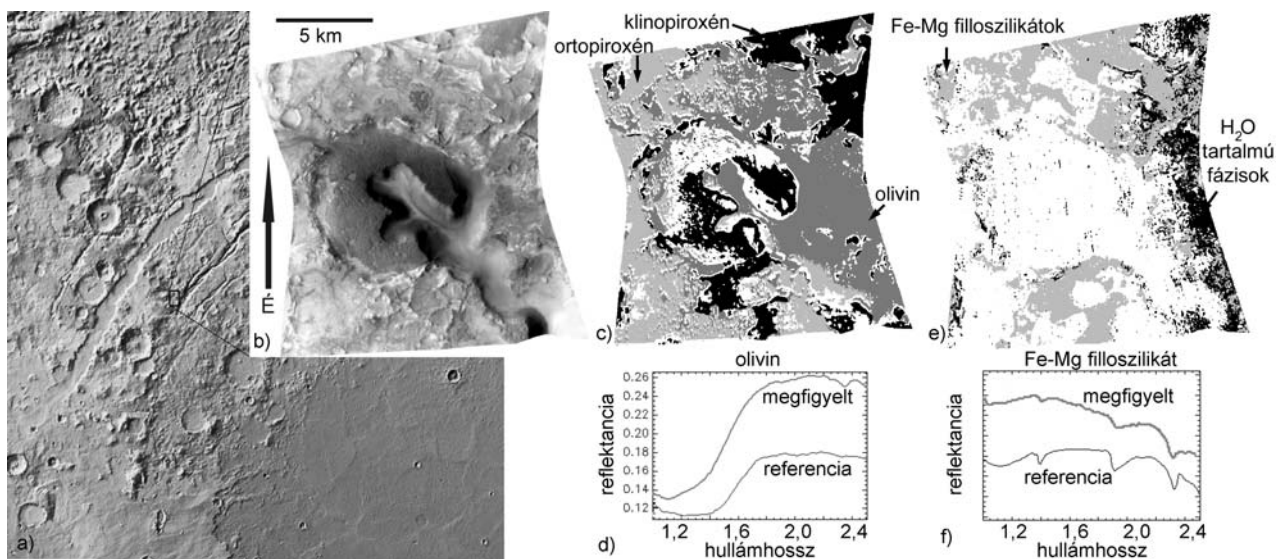 a)
5 km
b)
É
klinopiroxén
ortopiroxén
olivin
c)
Fe-Mg filloszilikátok
H₂O
tartalmú
fázisok
e)
olivin
reflektancia
0.26
0.24
0.20
0.18
0.16
0.14
0.12
megfigyelt
referencia
1,2
1,6
2,0
2,4
d)
hullámhossz
Fe-Mg filloszilikát
reflektancia
megfigyelt
referencia
1,2
1,6
2,0
2,4
f)
hullámhossz